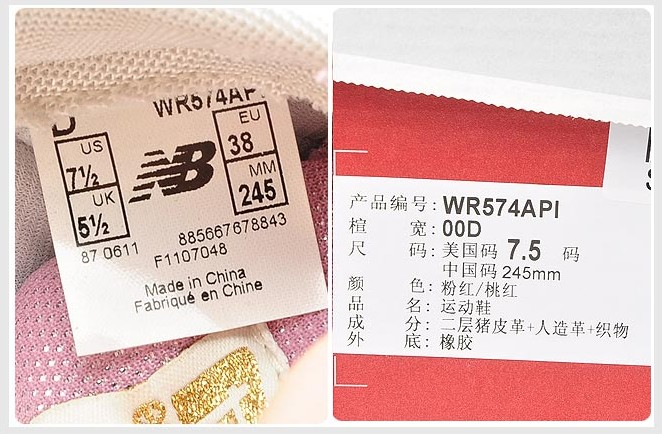 D
WR574API
US
7½
UK
5½
NB
EU
38
MM
245
87 0611
885667678843
F1107048
Made in China
Fabriqué en Chine
产品编号: WR574API
楦 宽: 00D
尺 码: 美国码 7.5 码
中国码 245mm
颜 色: 粉红/桃红
品 名: 运动鞋
成 分: 二层猪皮革+人造革+织物
外 底: 橡胶